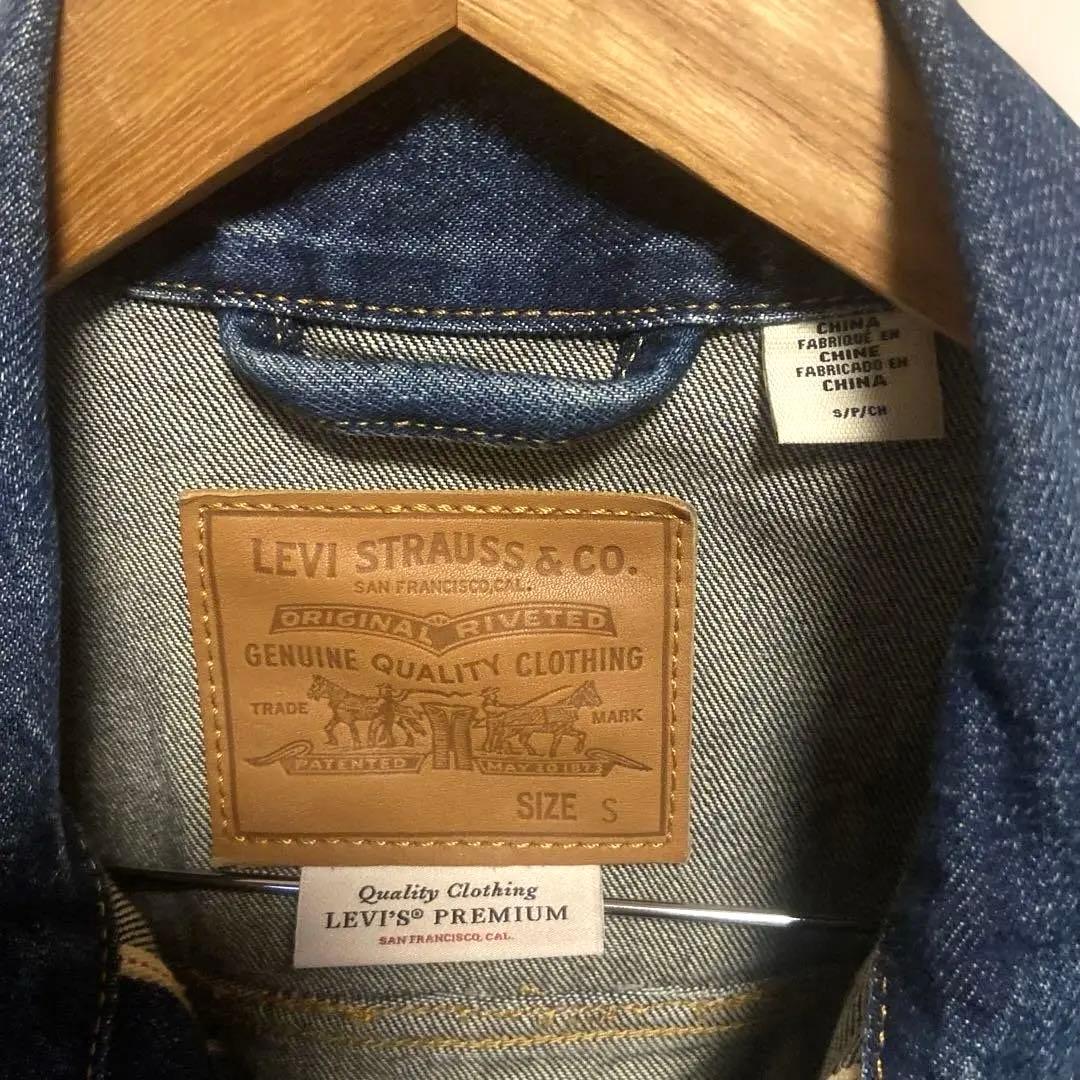 CHINA
FABRIQUÉ EN
CHINE
FABRICADO EN
CHINA
S/P/CH
LEVI STRAUSS & CO.
SAN FRANCISCO, CAL.
ORIGINAL RIVETED
GENUINE QUALITY CLOTHING
TRADE MARK
PATENTED MAY 20 1873
SIZE S
Quality Clothing
LEVI'S® PREMIUM
SAN FRANCISCO, CAL.